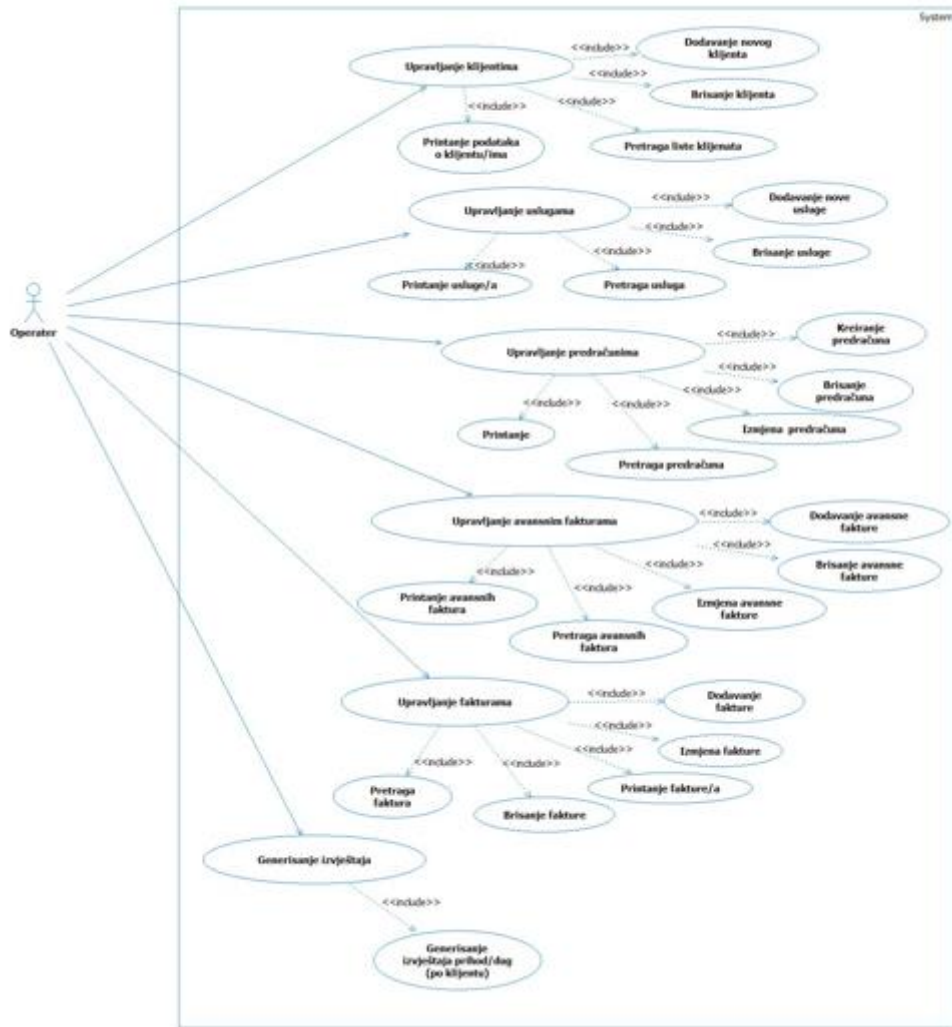 System
Upravljanje klijentima
<<include>>
Dodavanje novog
klijenta
<<include>>
Brisanje klijenta
<<include>>
Printanje podataka
o klijentu/ima
<<include>>
Pretraga liste klijenata
Upravljanje uslugama
<<include>>
Dodavanje nove
usluge
<<include>>
Brisanje usluge
<<include>>
Printanje usluge/a
<<include>>
Pretraga usluga
Operater
Upravljanje predračunima
<<include>>
Kreiranje
predračuna
<<include>>
Brisanje
predračuna
<<include>>
Izmjena predračuna
<<include>>
Printanje
<<include>>
Pretraga predračuna
Upravljanje avansnim fakturama
<<include>>
Dodavanje avansne
fakture
<<include>>
Brisanje avansne
fakture
<<include>>
Printanje avansnih
faktura
<<include>>
Izmjena avansne
fakture
<<include>>
Pretraga avansnih
faktura
Upravljanje fakturama
<<include>>
Dodavanje
fakture
<<include>>
Izmjena fakture
<<include>>
Pretraga
faktura
<<include>>
Brisanje fakture
<<include>>
Printanje fakture/a
Generisanje izvještaja
<<include>>
Generisanje
izvještaja prihod/dug
(po klijentu)